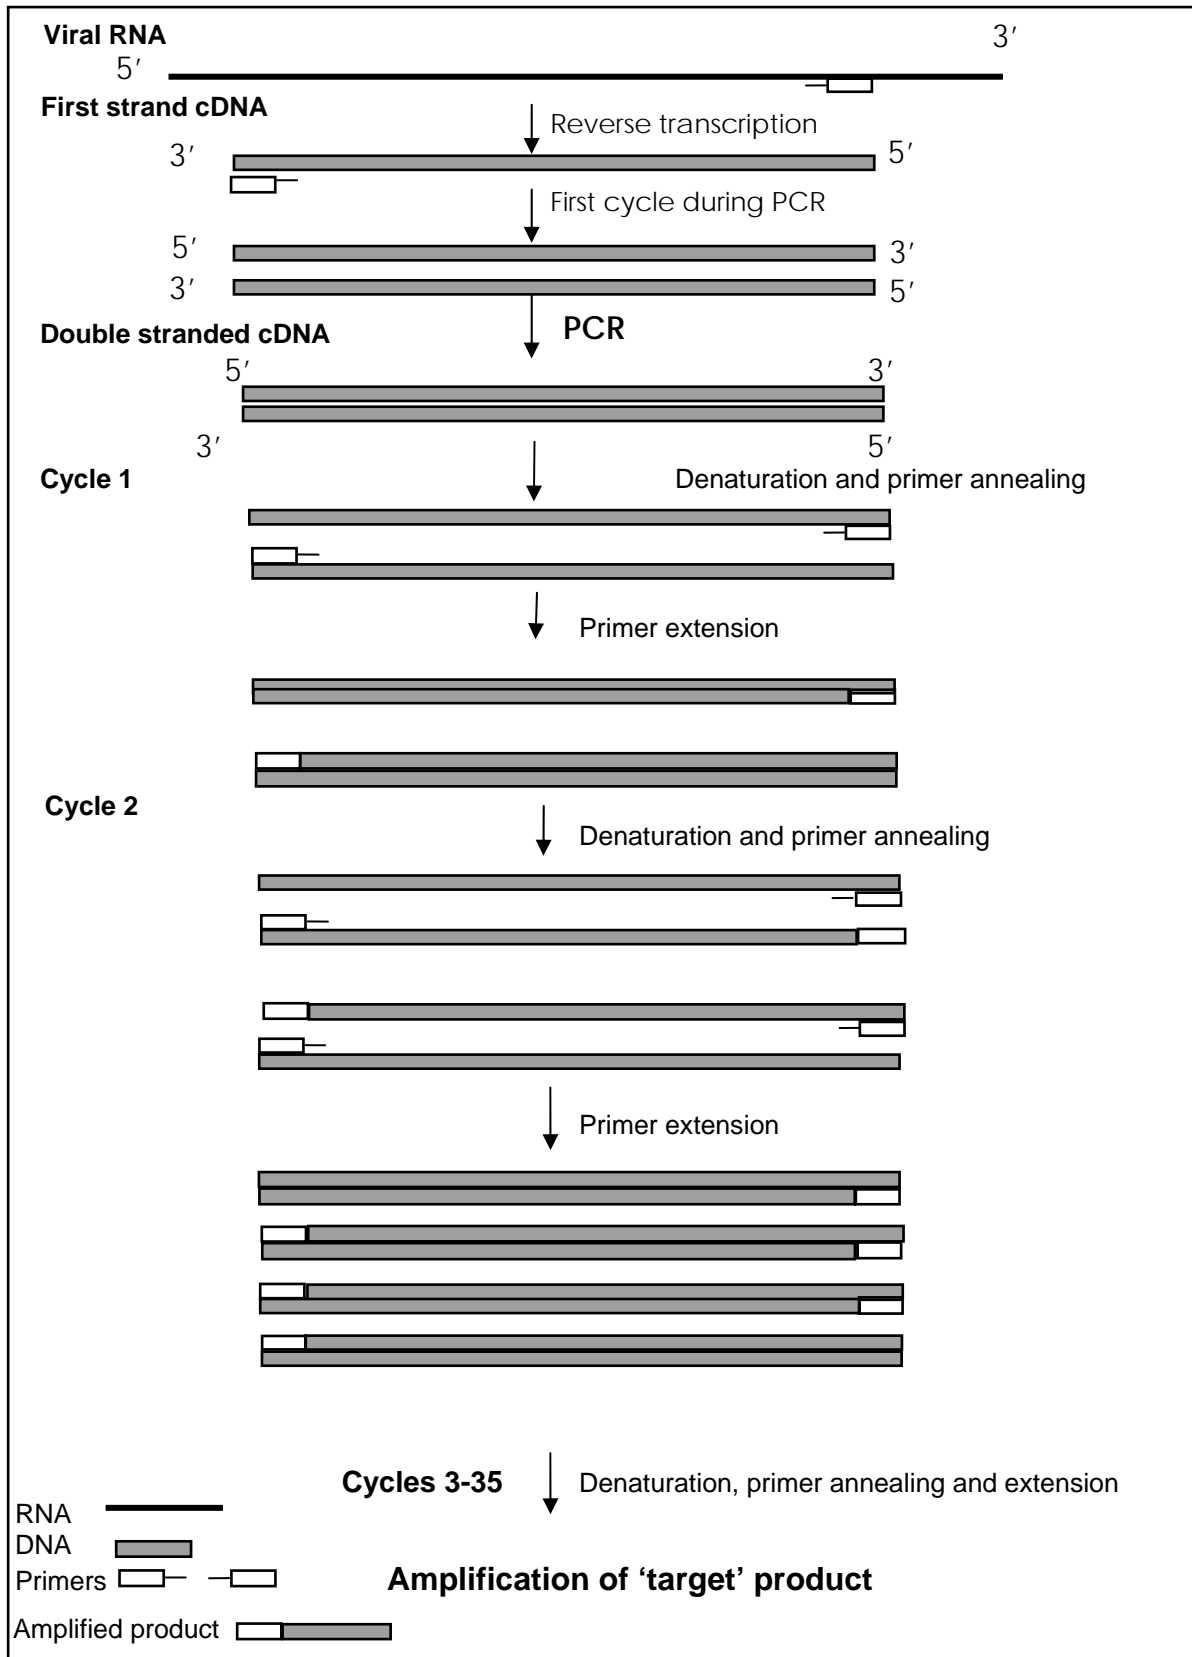 Viral RNA
3′
5′
First strand cDNA
Reverse transcription
3′
5′
First cycle during PCR
5′
3′
3′
5′
Double stranded cDNA
PCR
5′
3′
3′
5′
Cycle 1
Denaturation and primer annealing
Primer extension
Cycle 2
Denaturation and primer annealing
Primer extension
Cycles 3-35
Denaturation, primer annealing and extension
RNA
DNA
Primers
Amplification of ‘target’ product
Amplified product